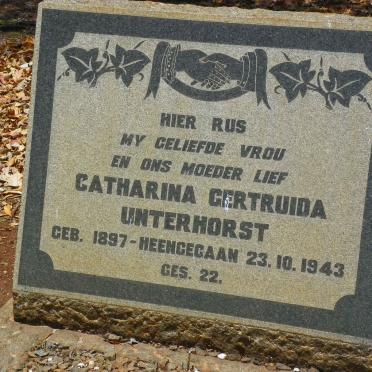 HIER RUS
MY GELIEFDE VROU
EN ONS MOEDER LIEF
CATHARINA GERTRUIDA
UNTERHORST
GEB. 1897 - HEENGEGAAN 23.10.1943
GES. 22.